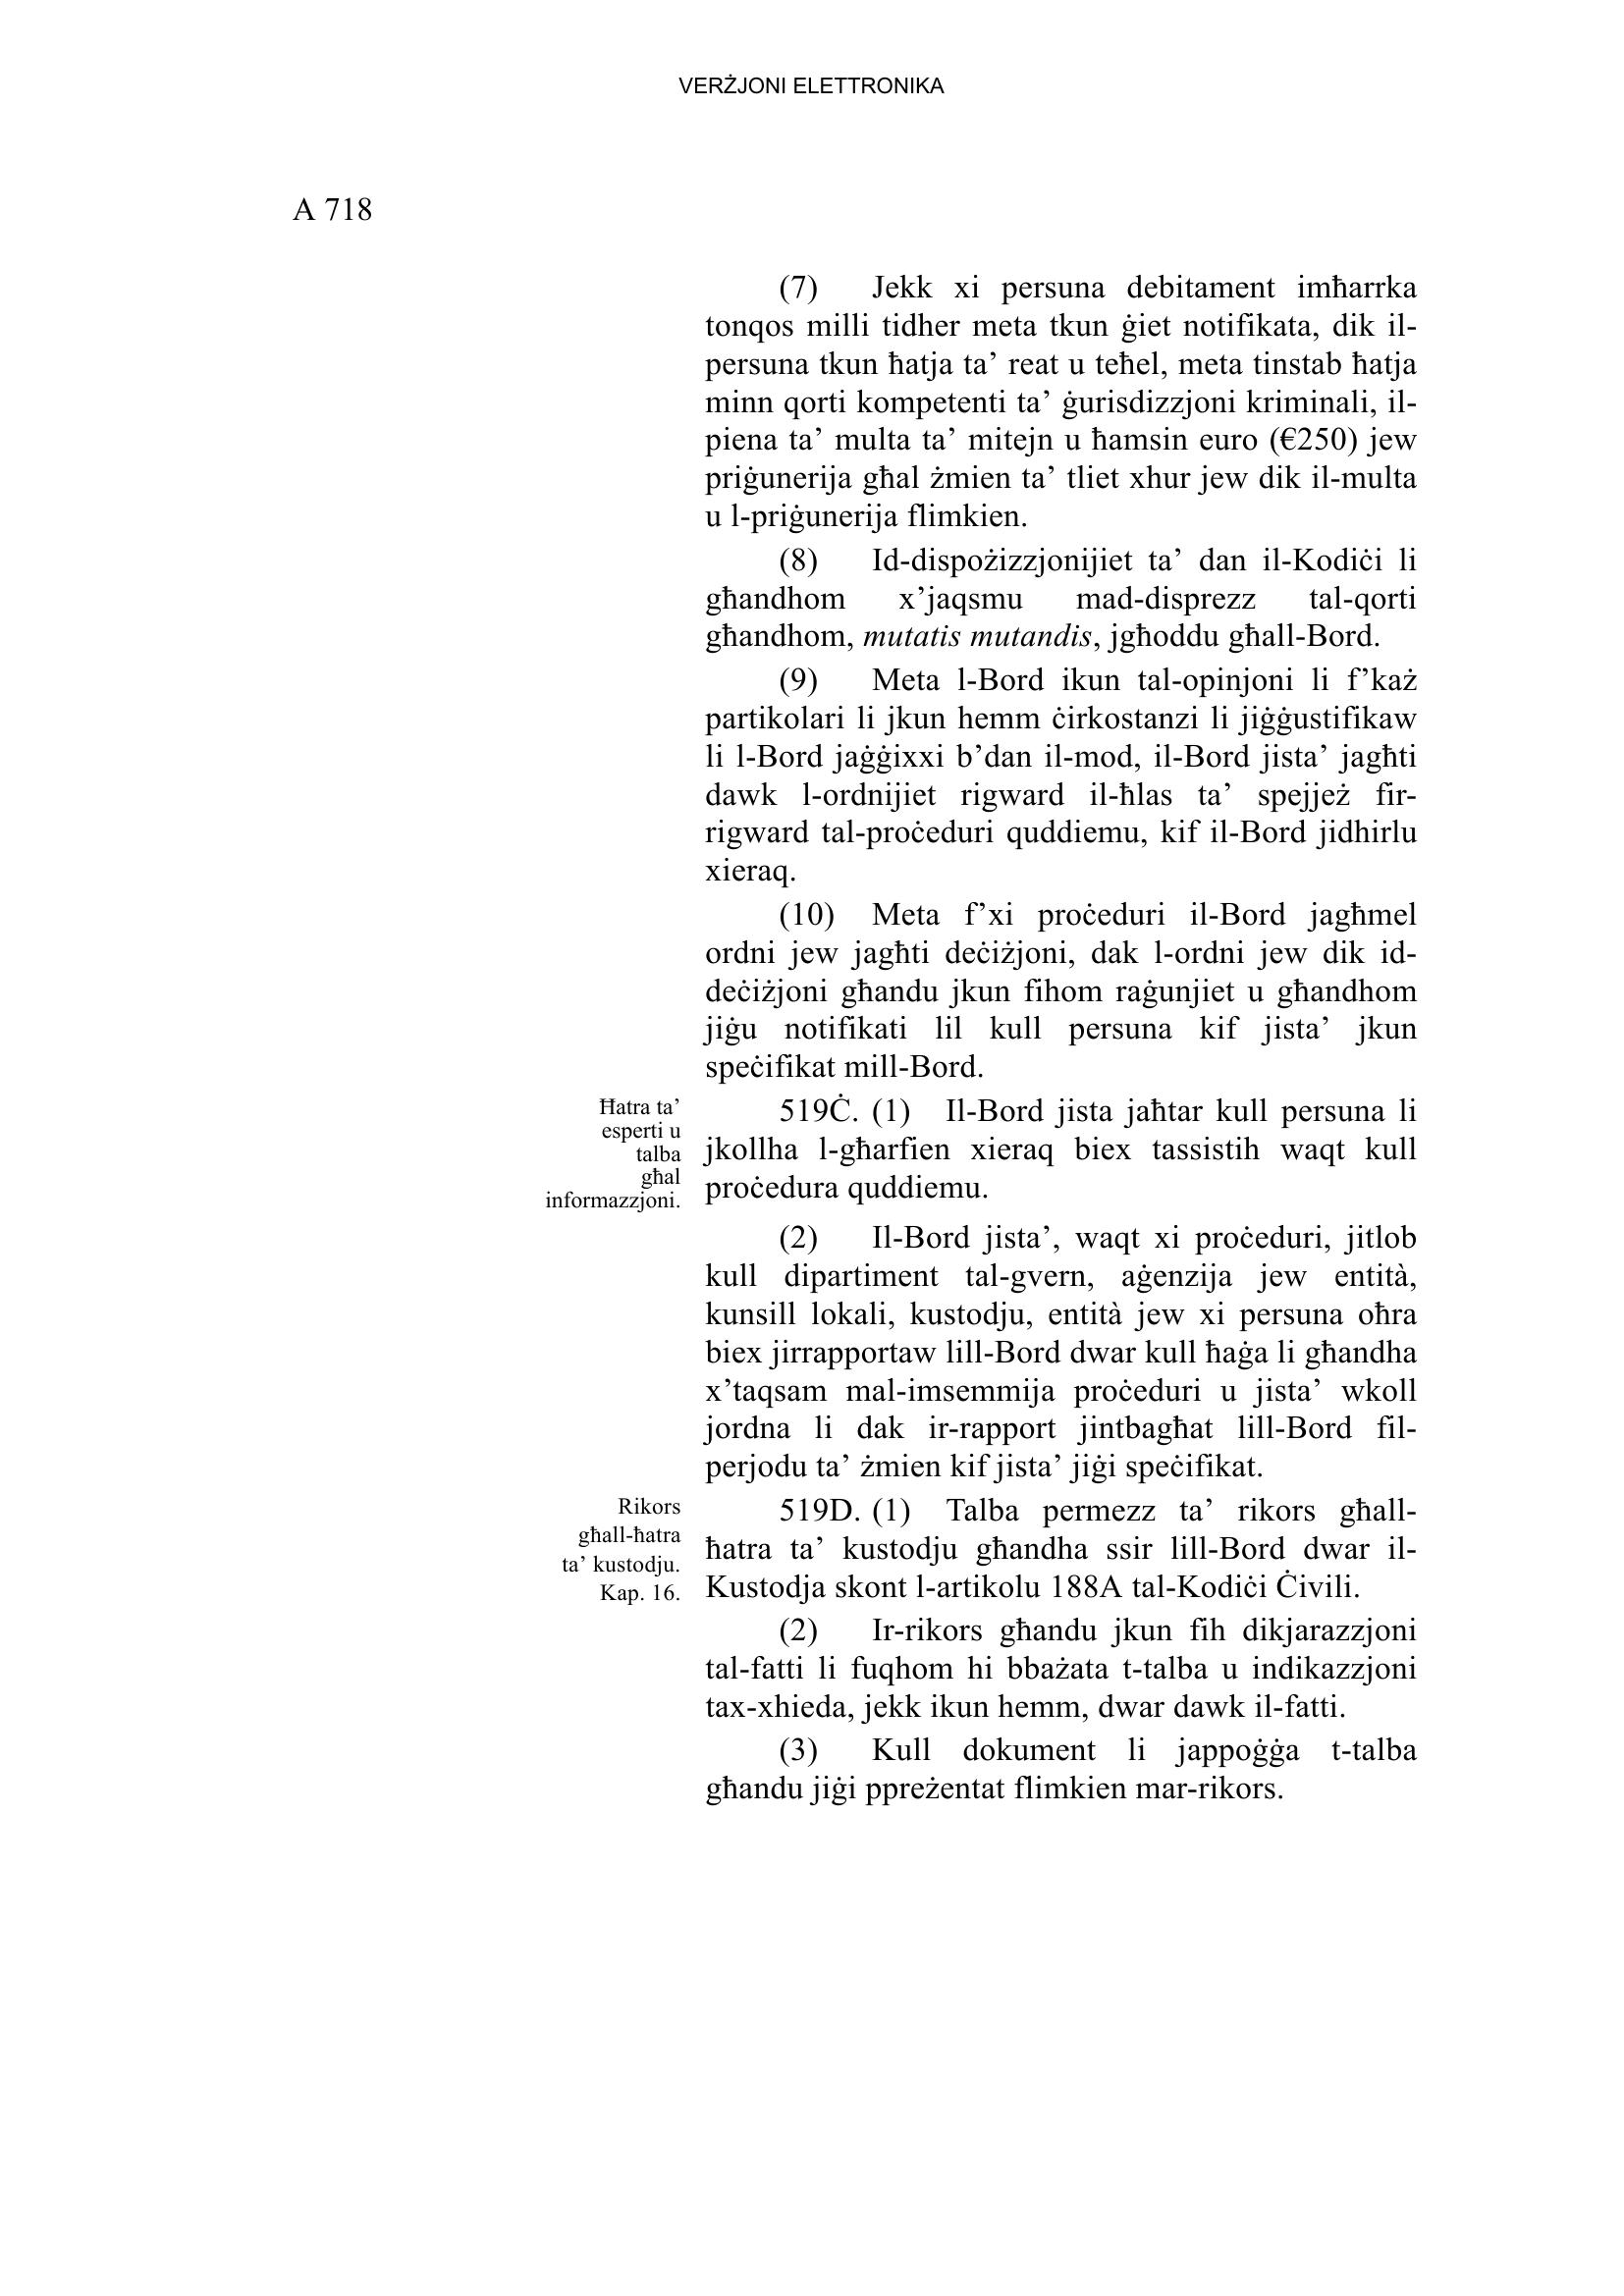 VERŻJONI ELETTRONIKA
A 718
(7) Jekk xi persuna debitament imħarrka
tonqos milli tidher meta tkun ġiet notifikata, dik il-
persuna tkun ħatja ta’ reat u teħel, meta tinstab ħatja
minn qorti kompetenti ta’ ġurisdizzjoni kriminali, il-
piena ta’ multa ta’ mitejn u ħamsin euro (€250) jew
priġunerija għal żmien ta’ tliet xhur jew dik il-multa
u l-priġunerija flimkien.
(8) Id-dispożizzjonijiet ta’ dan il-Kodiċi li
għandhom x’jaqsmu mad-disprezz tal-qorti
għandhom, mutatis mutandis, jgħoddu għall-Bord.
(9) Meta l-Bord ikun tal-opinjoni li f’każ
partikolari li jkun hemm ċirkostanzi li jiġġustifikaw
li l-Bord jaġġixxi b’dan il-mod, il-Bord jista’ jagħti
dawk l-ordnijiet rigward il-ħlas ta’ spejjeż fir-
rigward tal-proċeduri quddiemu, kif il-Bord jidhirlu
xieraq.
(10) Meta f’xi proċeduri il-Bord jagħmel
ordni jew jagħti deċiżjoni, dak l-ordni jew dik id-
deċiżjoni għandu jkun fihom raġunjiet u għandhom
jiġu notifikati lil kull persuna kif jista’ jkun
speċifikat mill-Bord.
Ħatra ta’
esperti u
talba
għal
informazzjoni.
519Ċ. (1) Il-Bord jista jaħtar kull persuna li
jkollha l-għarfien xieraq biex tassistih waqt kull
proċedura quddiemu.
(2) Il-Bord jista’, waqt xi proċeduri, jitlob
kull dipartiment tal-gvern, aġenzija jew entità,
kunsill lokali, kustodju, entità jew xi persuna oħra
biex jirrapportaw lill-Bord dwar kull ħaġa li għandha
x’taqsam mal-imsemmija proċeduri u jista’ wkoll
jordna li dak ir-rapport jintbagħat lill-Bord fil-
perjodu ta’ żmien kif jista’ jiġi speċifikat.
Rikors
għall-ħatra
ta’ kustodju.
Kap. 16.
519D. (1) Talba permezz ta’ rikors għall-
ħatra ta’ kustodju għandha ssir lill-Bord dwar il-
Kustodja skont l-artikolu 188A tal-Kodiċi Ċivili.
(2) Ir-rikors għandu jkun fih dikjarazzjoni
tal-fatti li fuqhom hi bbażata t-talba u indikazzjoni
tax-xhieda, jekk ikun hemm, dwar dawk il-fatti.
(3) Kull dokument li jappoġġa t-talba
għandu jiġi ppreżentat flimkien mar-rikors.